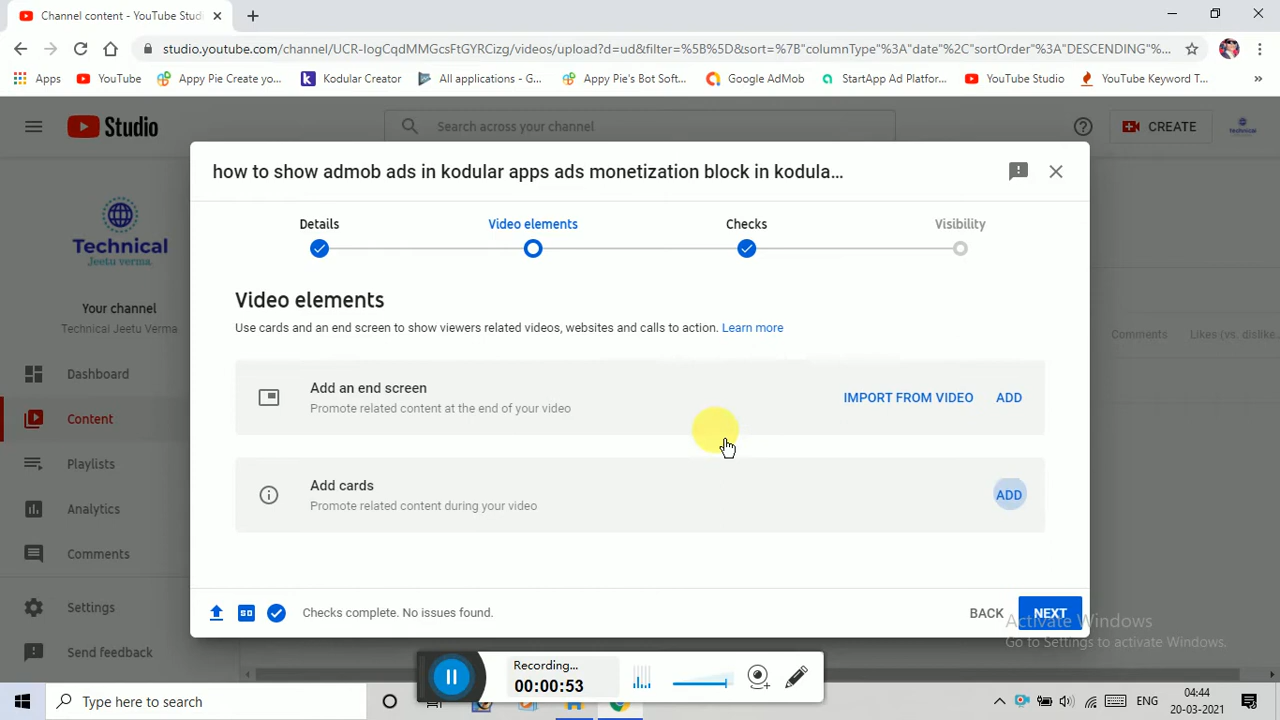 Channel content - YouTube Studi
studio.youtube.com/channel/UCR-IogCqdMMGcsFtGYRCizg/videos/upload?d=ud&filter=%5B%5D&sort=%7B"columnType"%3A"date"%2C"sortOrder"%3A"DESCENDING"%...
Apps YouTube Appy Pie Create yo... Kodular Creator All applications - G... Appy Pie's Bot Soft... Google AdMob StartApp Ad Platfor... YouTube Studio YouTube Keyword T... »
Studio
Search across your channel
CREATE
Technical
how to show admob ads in kodular apps ads monetization block in kodula...
Details Video elements Checks Visibility
Technical
Jeetu verma.
Your channel
Technical Jeetu Verma
Dashboard
Content
Playlists
Analytics
Comments
Settings
Send feedback
Video elements
Use cards and an end screen to show viewers related videos, websites and calls to action. Learn more
Add an end screen
Promote related content at the end of your video
IMPORT FROM VIDEO ADD
Add cards
Promote related content during your video
ADD
Comments Likes (vs. dislike...
SD Checks complete. No issues found.
BACK NEXT
Activate Windows
Go to Settings to activate Windows.
Recording...
00:00:53
Type here to search
ENG
04:44
20-03-2021